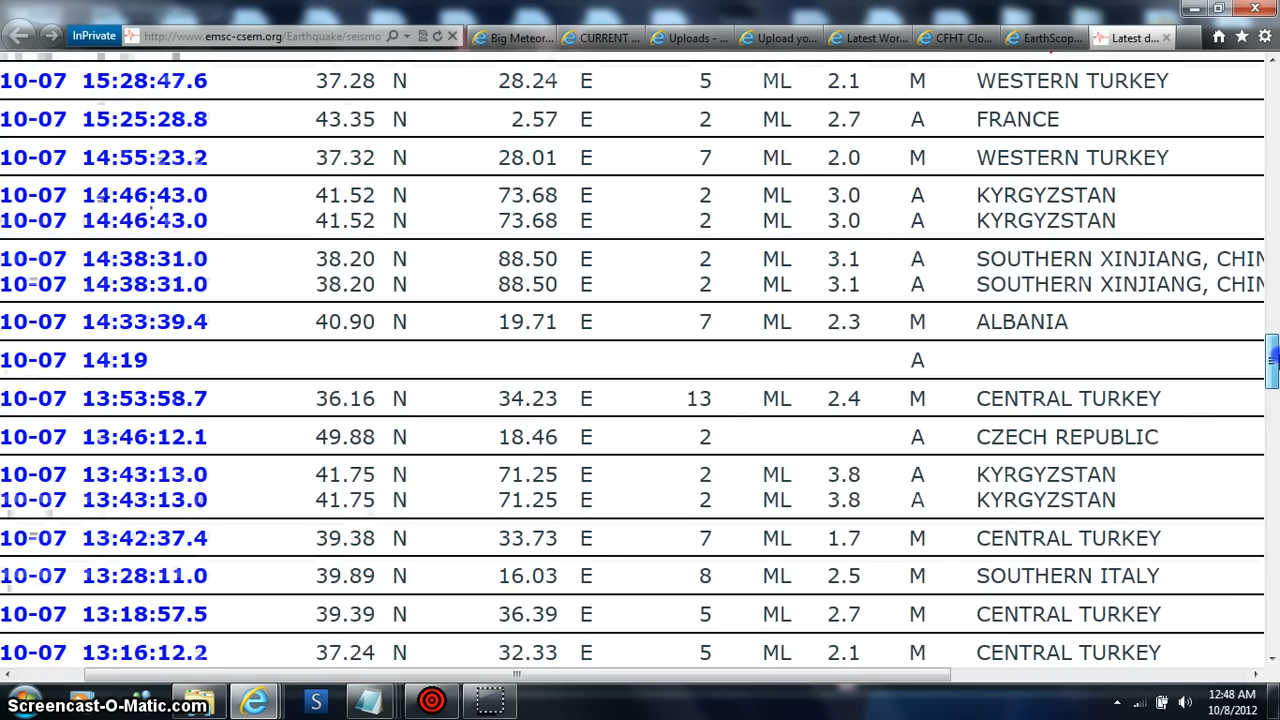 InPrivate http://www.emsc-csem.org/Earthquake/seismo Big Meteor... CURRENT ... Uploads - ... Upload yo... Latest Wor... CFHT Clo... EarthScop... Latest d...
10-07 15:28:47.6 37.28 N 28.24 E 5 ML 2.1 M WESTERN TURKEY
10-07 15:25:28.8 43.35 N 2.57 E 2 ML 2.7 A FRANCE
10-07 14:55:23.2 37.32 N 28.01 E 7 ML 2.0 M WESTERN TURKEY
10-07 14:46:43.0 41.52 N 73.68 E 2 ML 3.0 A KYRGYZSTAN
10-07 14:46:43.0 41.52 N 73.68 E 2 ML 3.0 A KYRGYZSTAN
10-07 14:38:31.0 38.20 N 88.50 E 2 ML 3.1 A SOUTHERN XINJIANG, CHIN
10-07 14:38:31.0 38.20 N 88.50 E 2 ML 3.1 A SOUTHERN XINJIANG, CHIN
10-07 14:33:39.4 40.90 N 19.71 E 7 ML 2.3 M ALBANIA
10-07 14:19 A
10-07 13:53:58.7 36.16 N 34.23 E 13 ML 2.4 M CENTRAL TURKEY
10-07 13:46:12.1 49.88 N 18.46 E 2 A CZECH REPUBLIC
10-07 13:43:13.0 41.75 N 71.25 E 2 ML 3.8 A KYRGYZSTAN
10-07 13:43:13.0 41.75 N 71.25 E 2 ML 3.8 A KYRGYZSTAN
10-07 13:42:37.4 39.38 N 33.73 E 7 ML 1.7 M CENTRAL TURKEY
10-07 13:28:11.0 39.89 N 16.03 E 8 ML 2.5 M SOUTHERN ITALY
10-07 13:18:57.5 39.39 N 36.39 E 5 ML 2.7 M CENTRAL TURKEY
10-07 13:16:12.2 37.24 N 32.33 E 5 ML 2.1 M CENTRAL TURKEY
S
12:48 AM
10/8/2012
Screencast-O-Matic.com